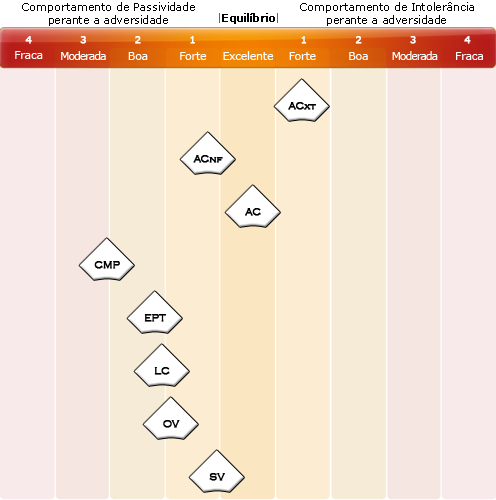 Comportamento de Passividade
perante a adversidade
|Equilíbrio|
Comportamento de Intolerância
perante a adversidade
4 3 2 1 1 2 3 4
Fraca Moderada Boa Forte Excelente Forte Boa Moderada Fraca
ACXT
ACNF
AC
CMP
EPT
LC
OV
SV